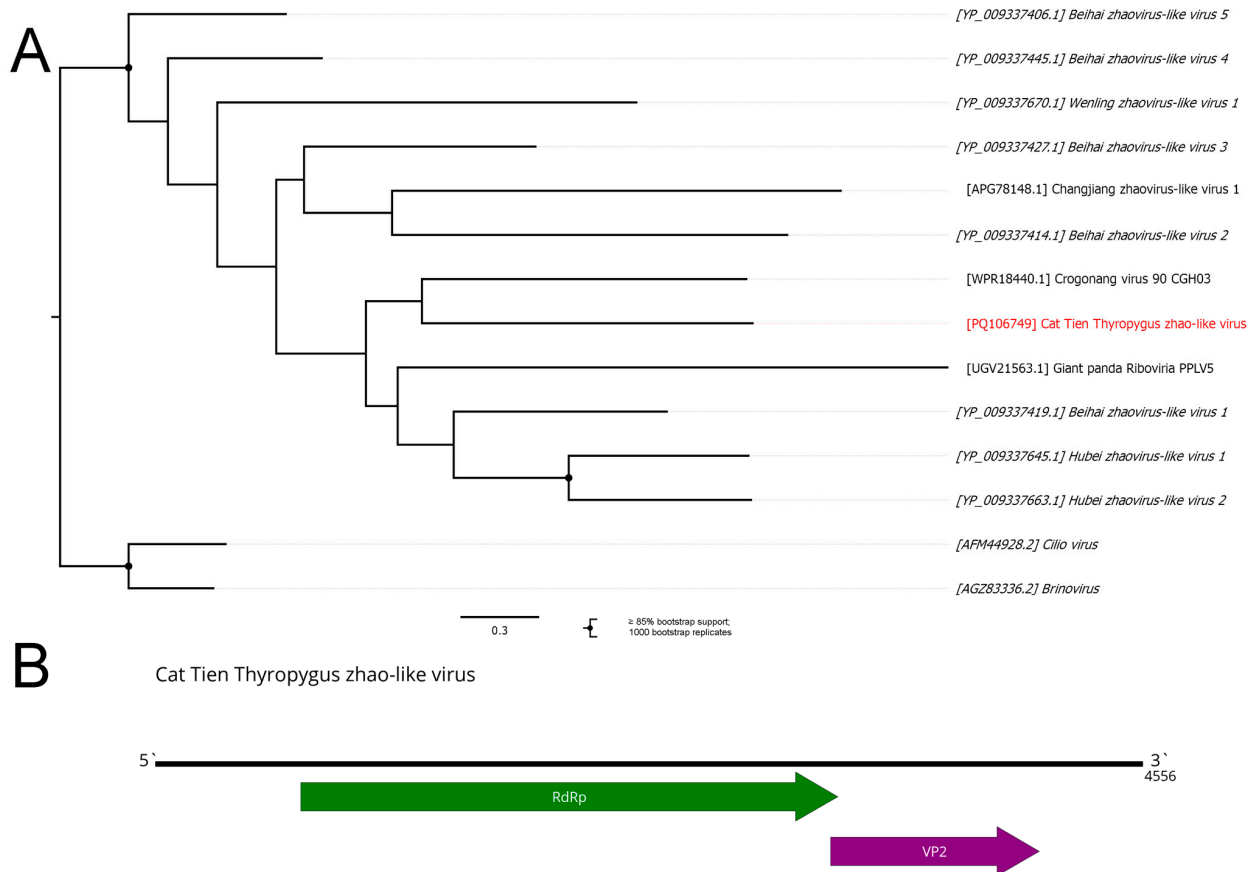 A
[YP_009337406.1] Beihai zhaovirus-like virus 5
[YP_009337445.1] Beihai zhaovirus-like virus 4
[YP_009337670.1] Wenling zhaovirus-like virus 1
[YP_009337427.1] Beihai zhaovirus-like virus 3
[APG78148.1] Changjiang zhaovirus-like virus 1
[YP_009337414.1] Beihai zhaovirus-like virus 2
[WPR18440.1] Crogonang virus 90 CGH03
[PQ106749] Cat Tien Thyropygus zhao-like virus
[UGV21563.1] Giant panda Riboviria PPLV5
[YP_009337419.1] Beihai zhaovirus-like virus 1
[YP_009337645.1] Hubei zhaovirus-like virus 1
[YP_009337663.1] Hubei zhaovirus-like virus 2
[AFM44928.2] Cilio virus
[AGZ83336.2] Brinovirus
0.3
≥ 85% bootstrap support;
1000 bootstrap replicates
B
Cat Tien Thyropygus zhao-like virus
5`
3`
4556
RdRp
VP2